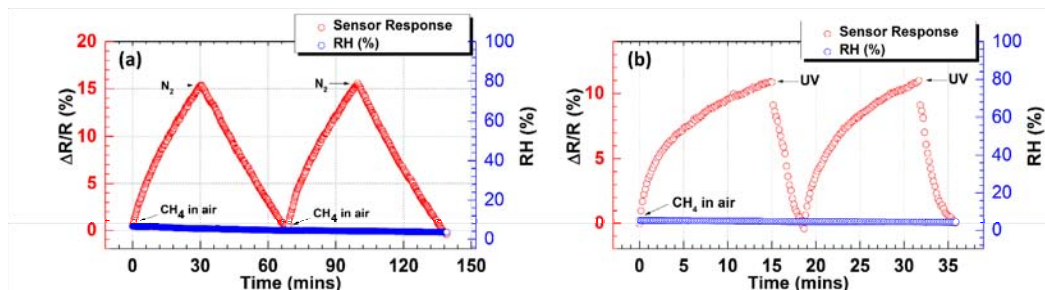 Sensor Response
RH (%)
(a)
N2
N2
CH4 in air
CH4 in air
20
15
10
5
0
ΔR/R (%)
100
80
60
40
20
0
RH (%)
0 30 60 90 120 150
Time (mins)
Sensor Response
RH (%)
(b)
UV
UV
CH4 in air
10
5
0
ΔR/R (%)
100
80
60
40
20
0
RH (%)
0 5 10 15 20 25 30 35
Time (mins)